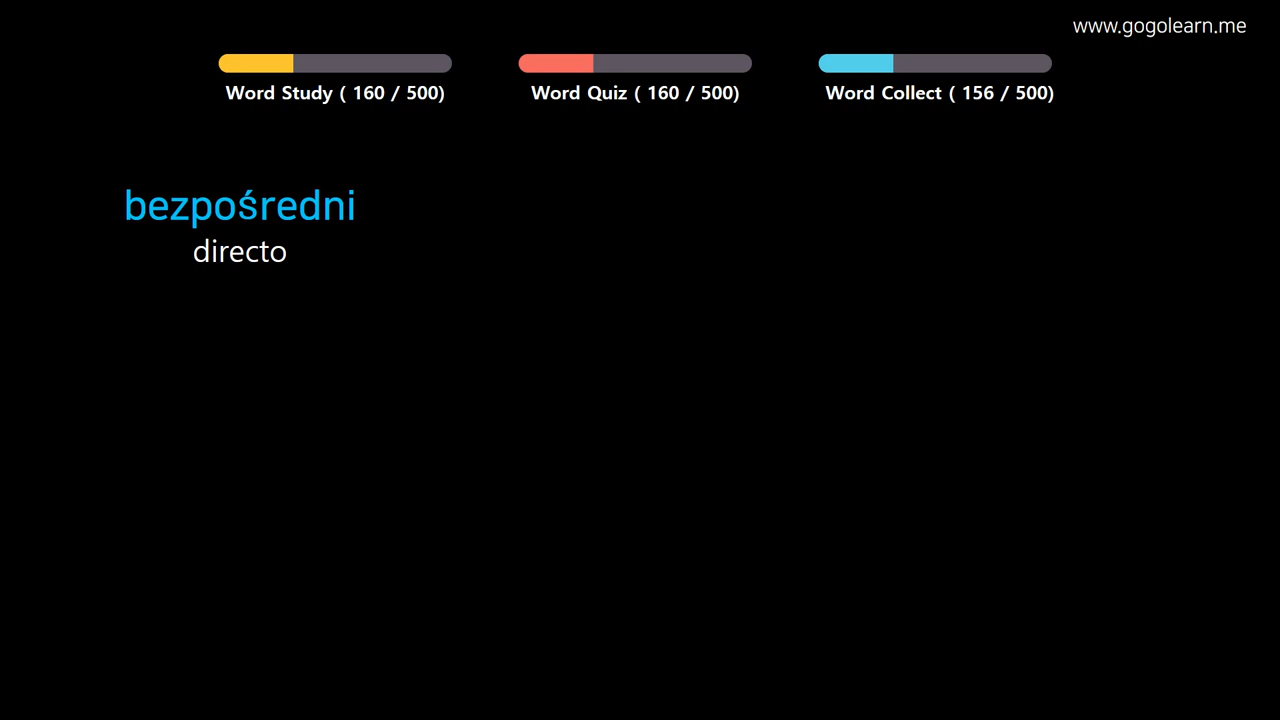 www.gogolearn.me
Word Study ( 160 / 500)
Word Quiz ( 160 / 500)
Word Collect ( 156 / 500)
bezpośredni
directo